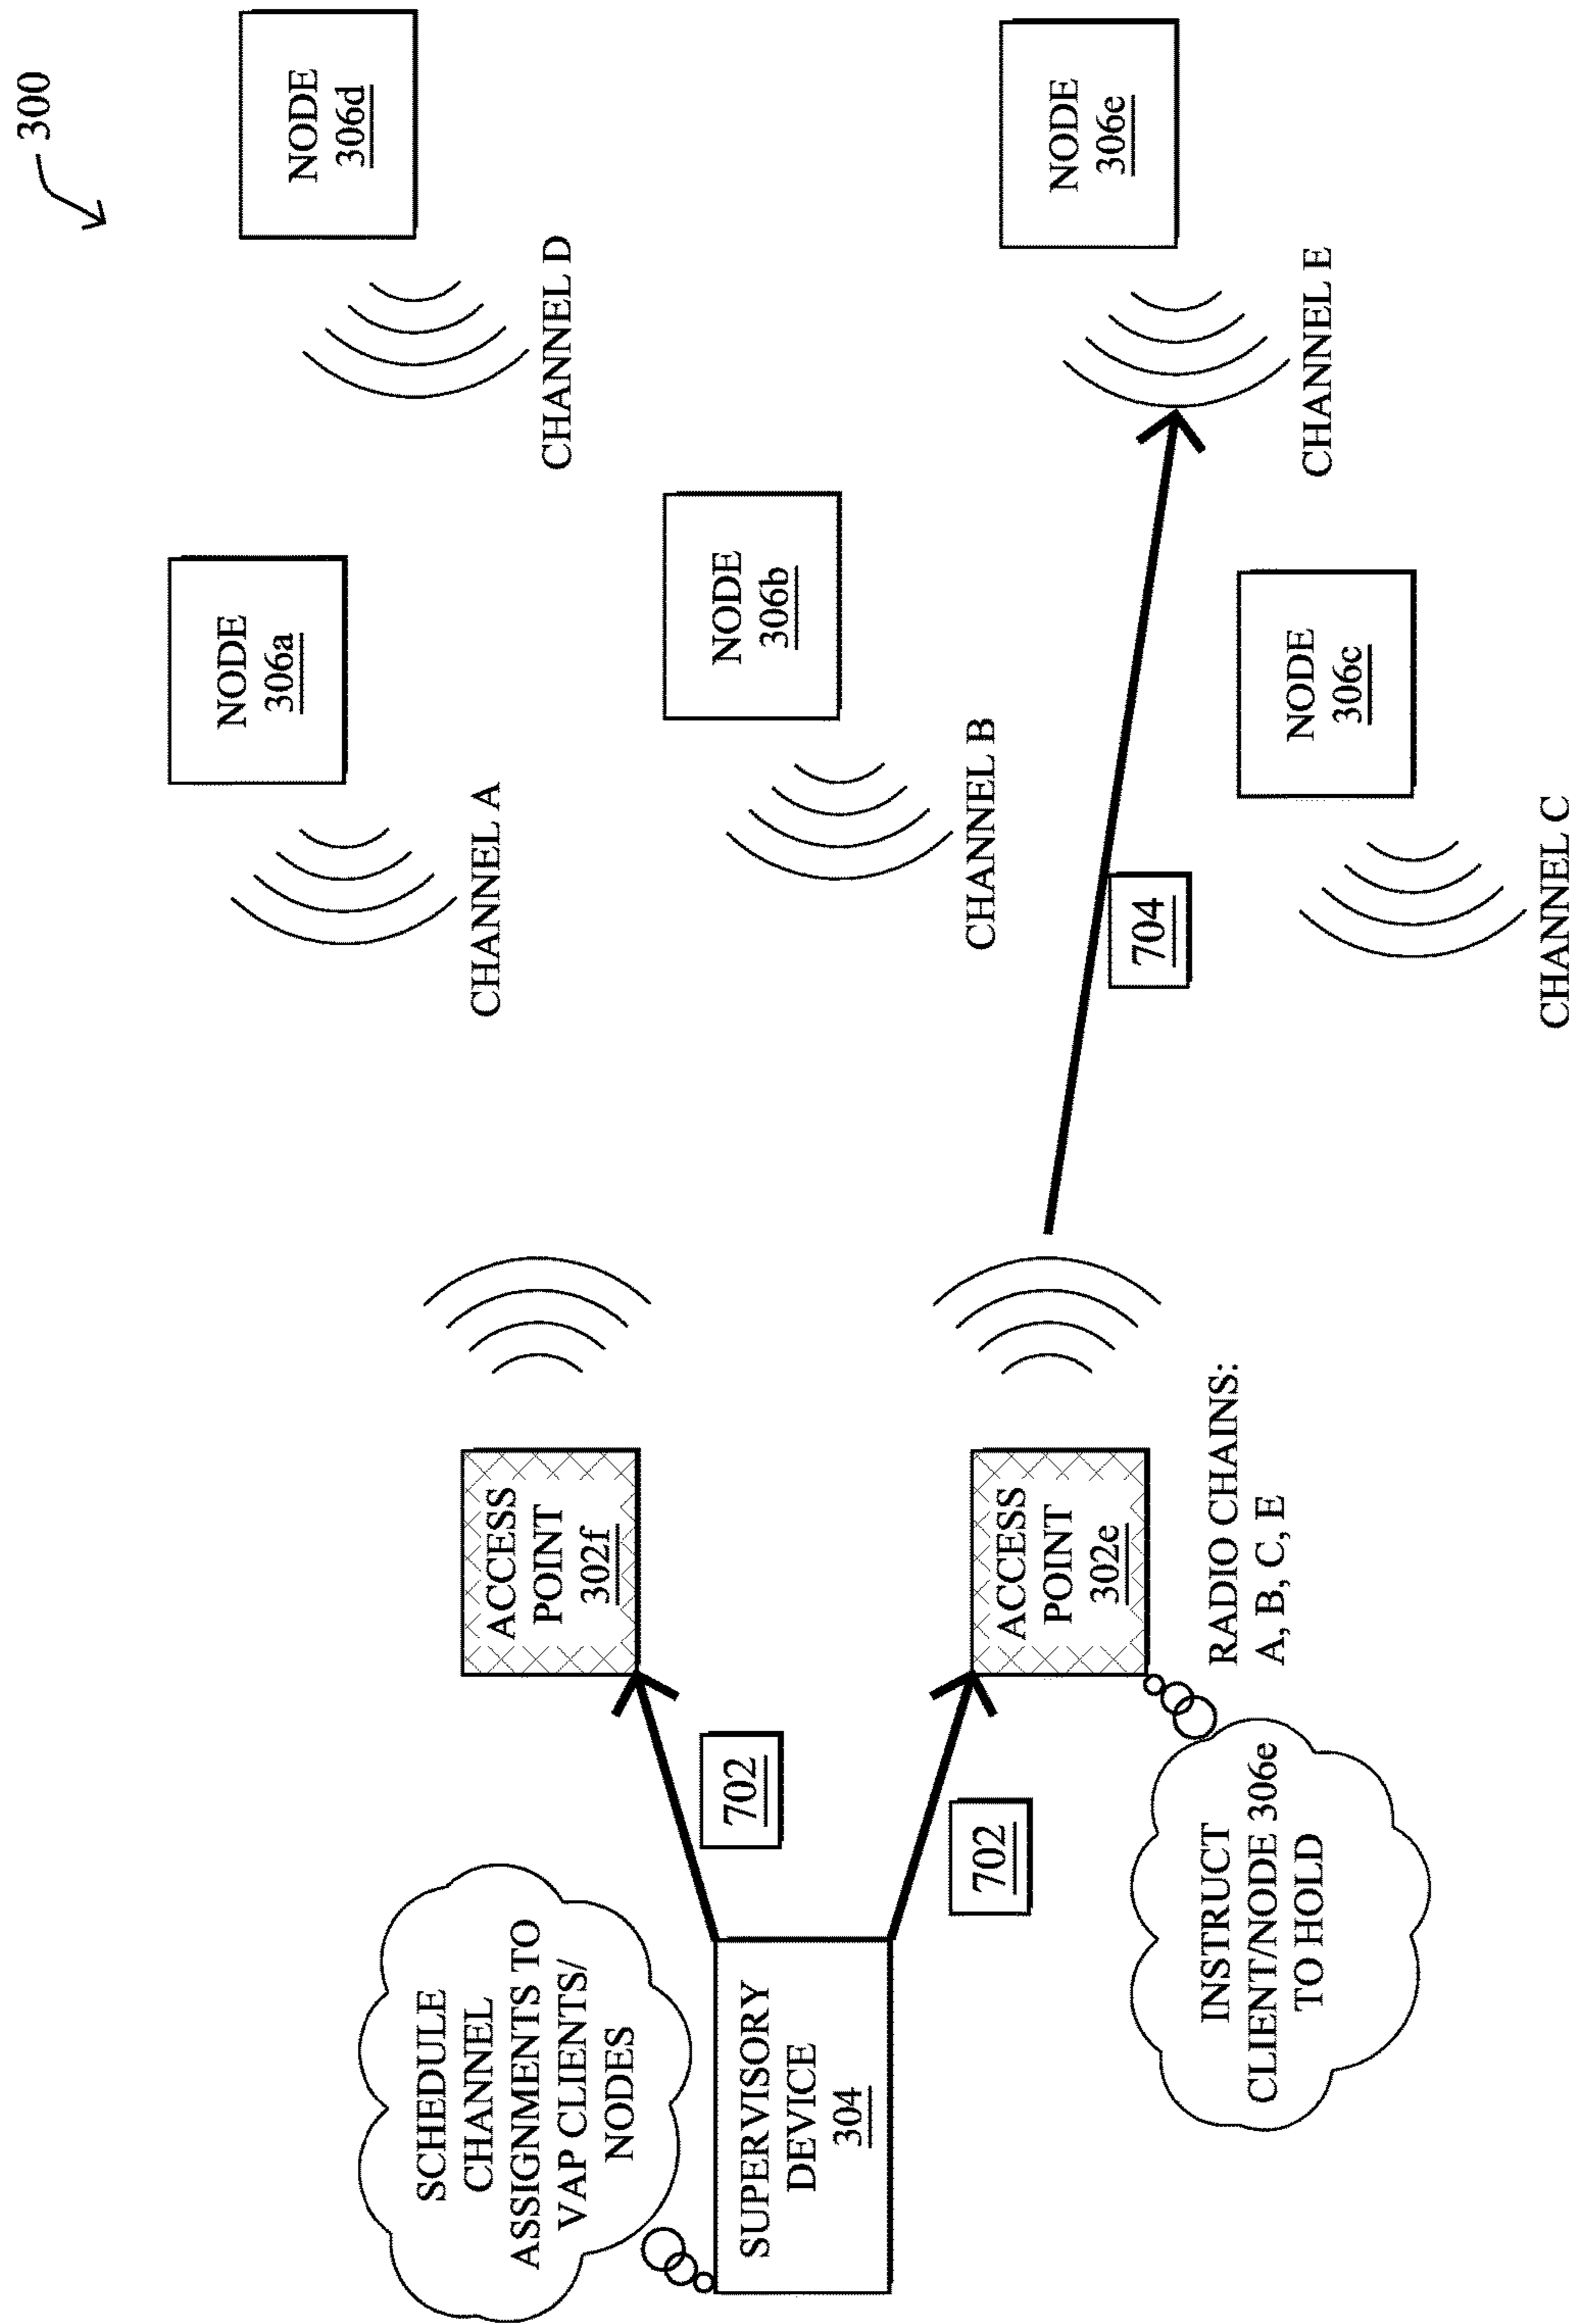 300
SCHEDULE
CHANNEL
ASSIGNMENTS TO
VAP CLIENTS/
NODES
SUPERVISORY
DEVICE
304
702
702
ACCESS
POINT
302f
ACCESS
POINT
302e
RADIO CHAINS:
A, B, C, E
INSTRUCT
CLIENT/NODE 306e
TO HOLD
704
NODE
306a
CHANNEL A
NODE
306b
CHANNEL B
NODE
306c
CHANNEL C
NODE
306d
CHANNEL D
NODE
306e
CHANNEL E